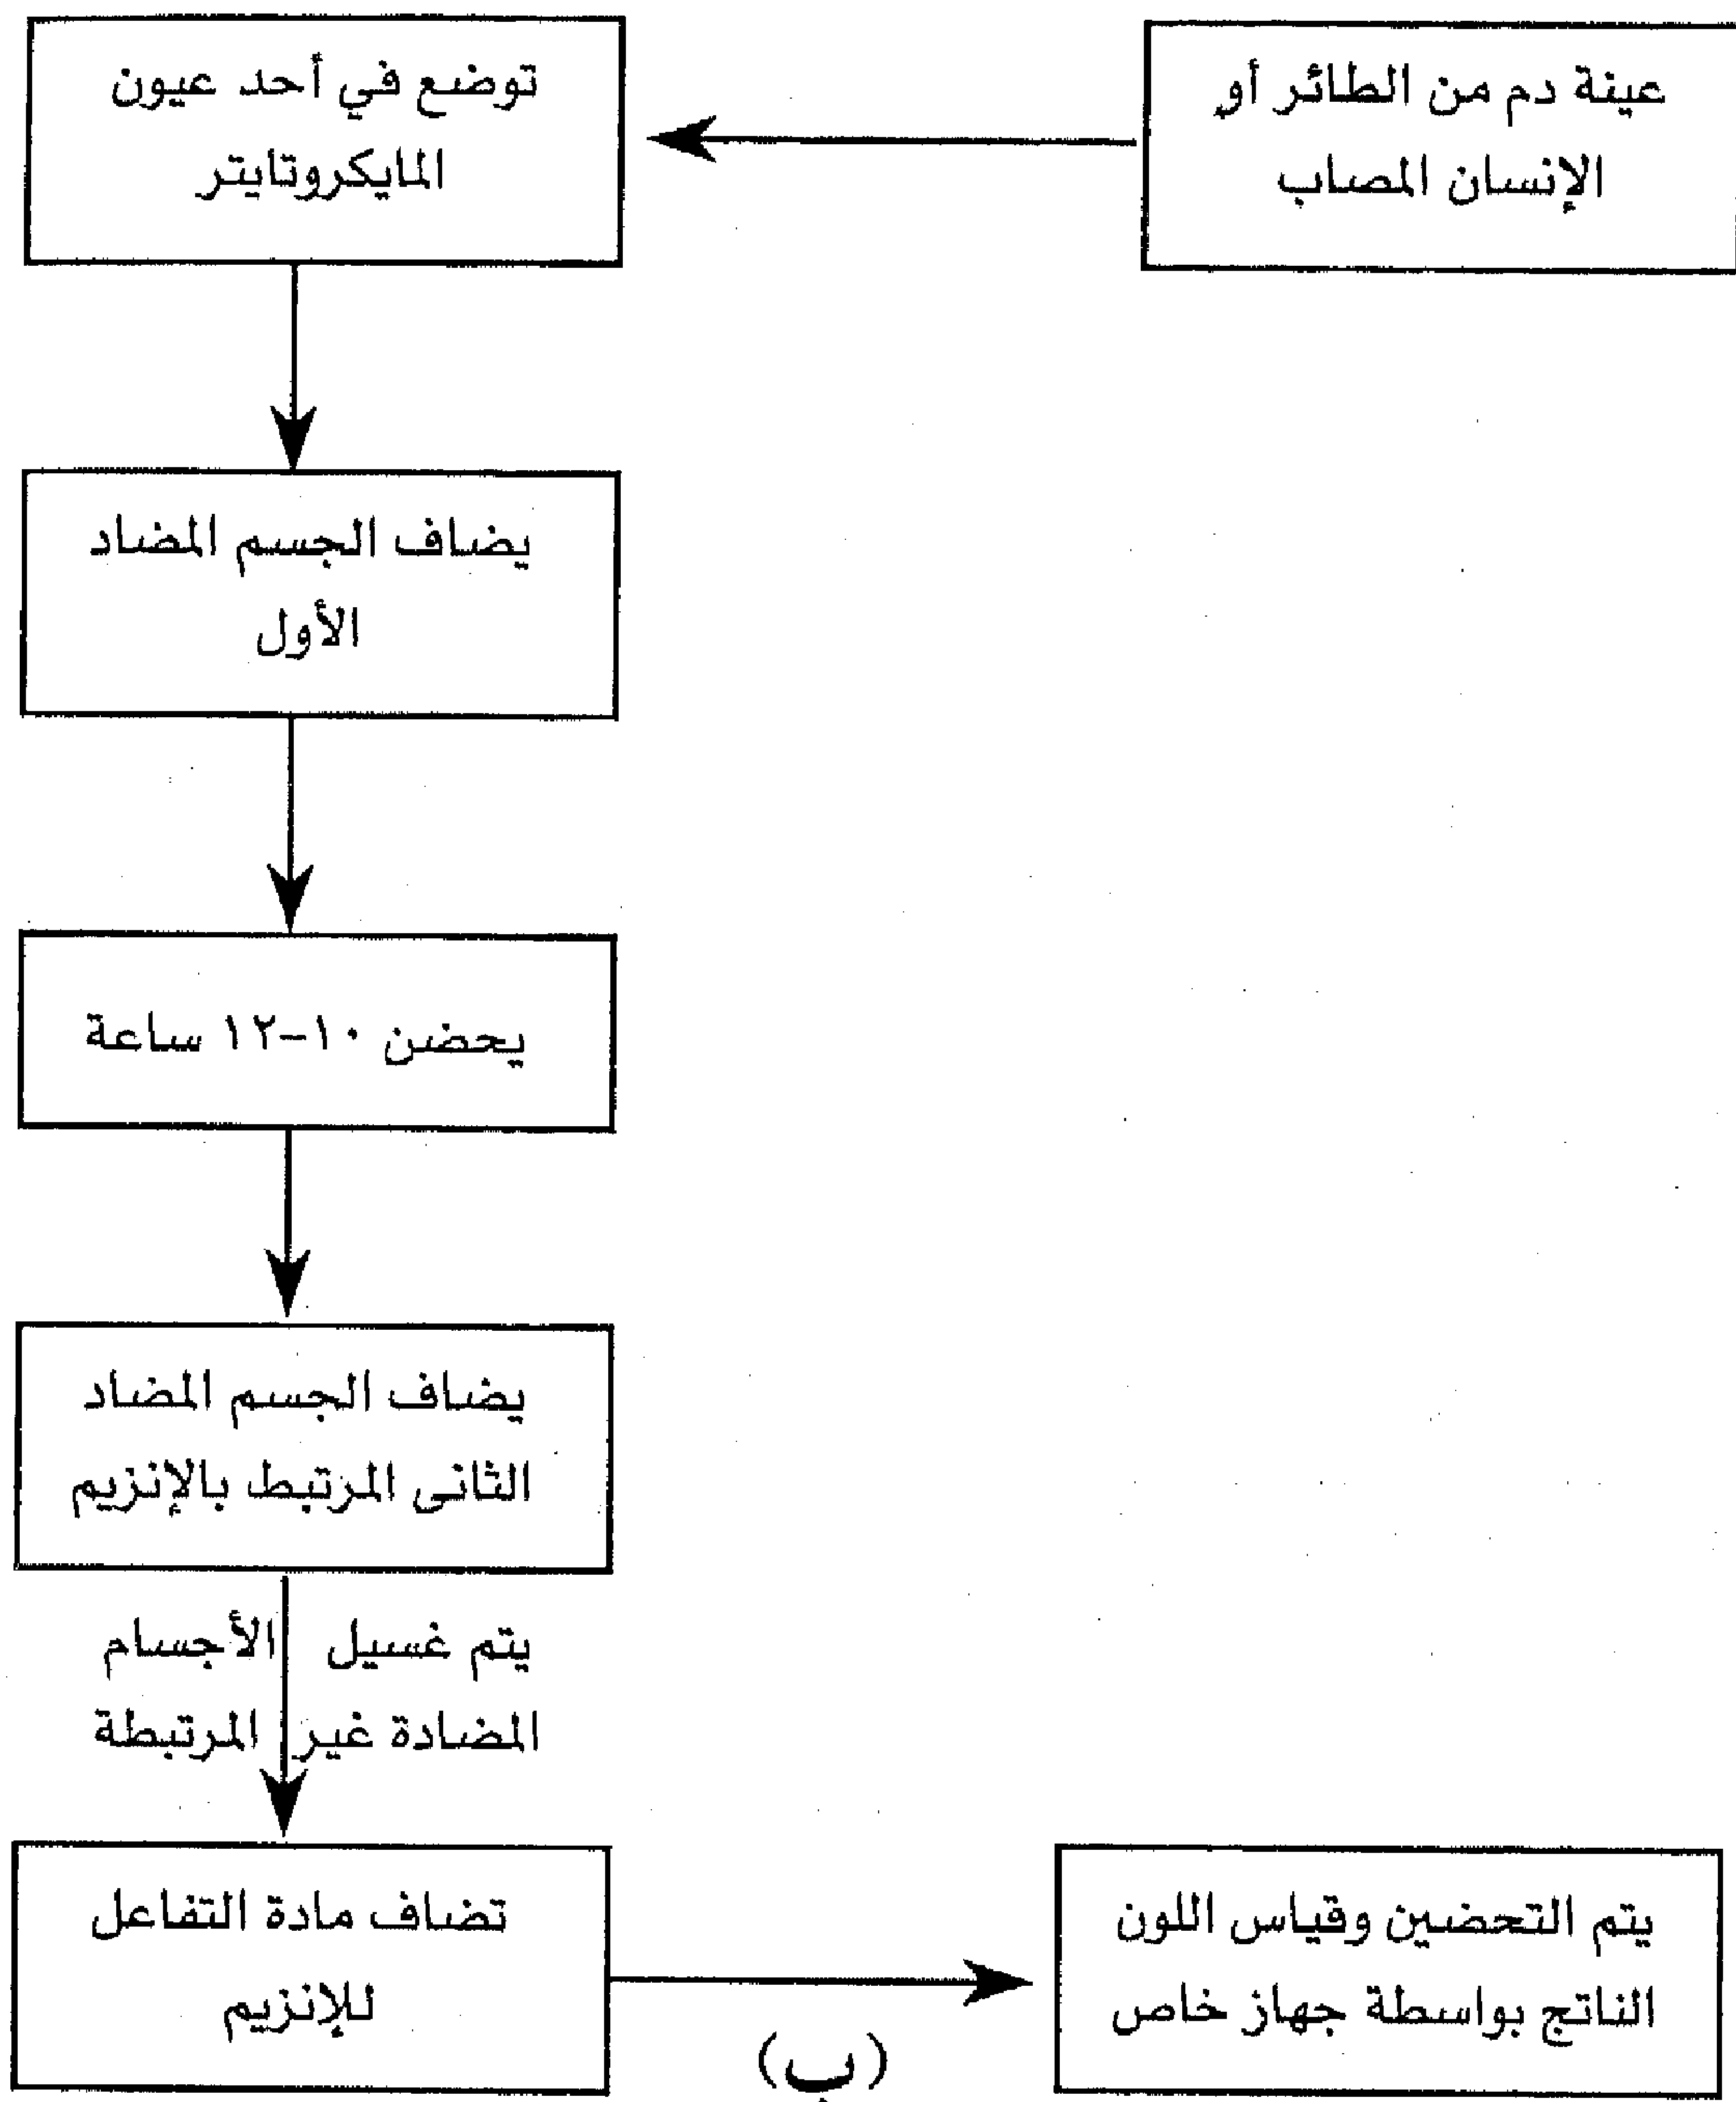 عينة دم من الطائر أو
الإنسان المصاب
توضع في أحد عيون
المايكروتايتر
يضاف الجسم المضاد
الأول
يحضن ١٠-١٢ ساعة
يضاف الجسم المضاد
الثانى المرتبط بالإنزيم
يتم غسيل الأجسام
المضادة غير المرتبطة
تضاف مادة التفاعل
للإنزيم
يتم التحضين وقياس اللون
الناتج بواسطة جهاز خاص
(ب)